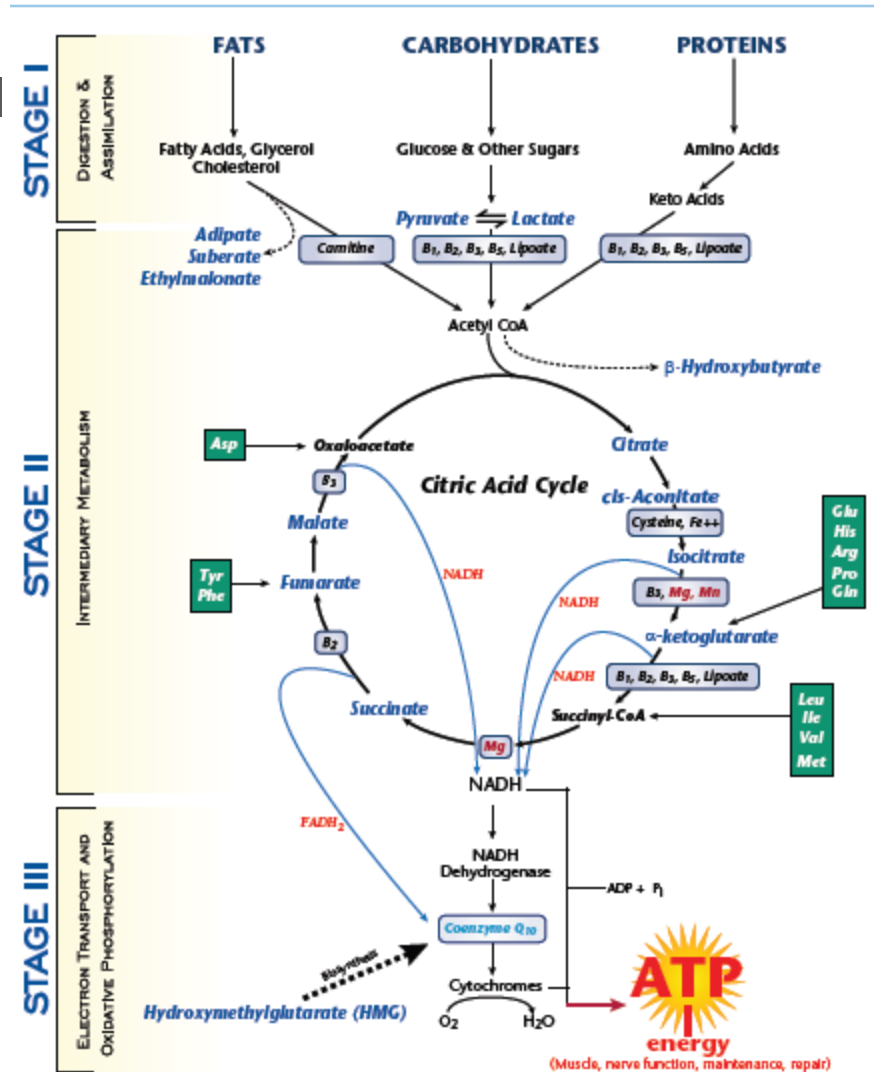 FATS
CARBOHYDRATES
PROTEINS
STAGE I
DIGESTION &
ASSIMILATION
Fatty Acids, Glycerol
Cholesterol
Glucose & Other Sugars
Amino Acids
Keto Acids
Pyruvate
Lactate
Adipate
Suberate
Ethylmalonate
Carnitine
B1, B2, B3, B5, Lipoate
B1, B2, B3, B5, Lipoate
Acetyl CoA
β-Hydroxybutyrate
STAGE II
INTERMEDIARY METABOLISM
Asp
Oxaloacetate
Citrate
B3
Citric Acid Cycle
cis-Aconitate
Cysteine, Fe++
Malate
Isocitrate
Glu
His
Arg
Pro
Gln
Tyr
Phe
Fumarate
NADH
NADH
B3, Mg, Mn
α-ketoglutarate
B2
NADH
B1, B2, B3, B5, Lipoate
Succinate
Succinyl-CoA
Leu
Ile
Val
Met
Mg
NADH
STAGE III
ELECTRON TRANSPORT AND
OXIDATIVE PHOSPHORYLATION
FADH2
NADH
Dehydrogenase
ADP + Pi
Coenzyme Q10
Biosynthesis
Hydroxymethylglutarate (HMG)
Cytochromes
O2
H2O
ATP
energy
(Muscle, nerve function, maintenance, repair)